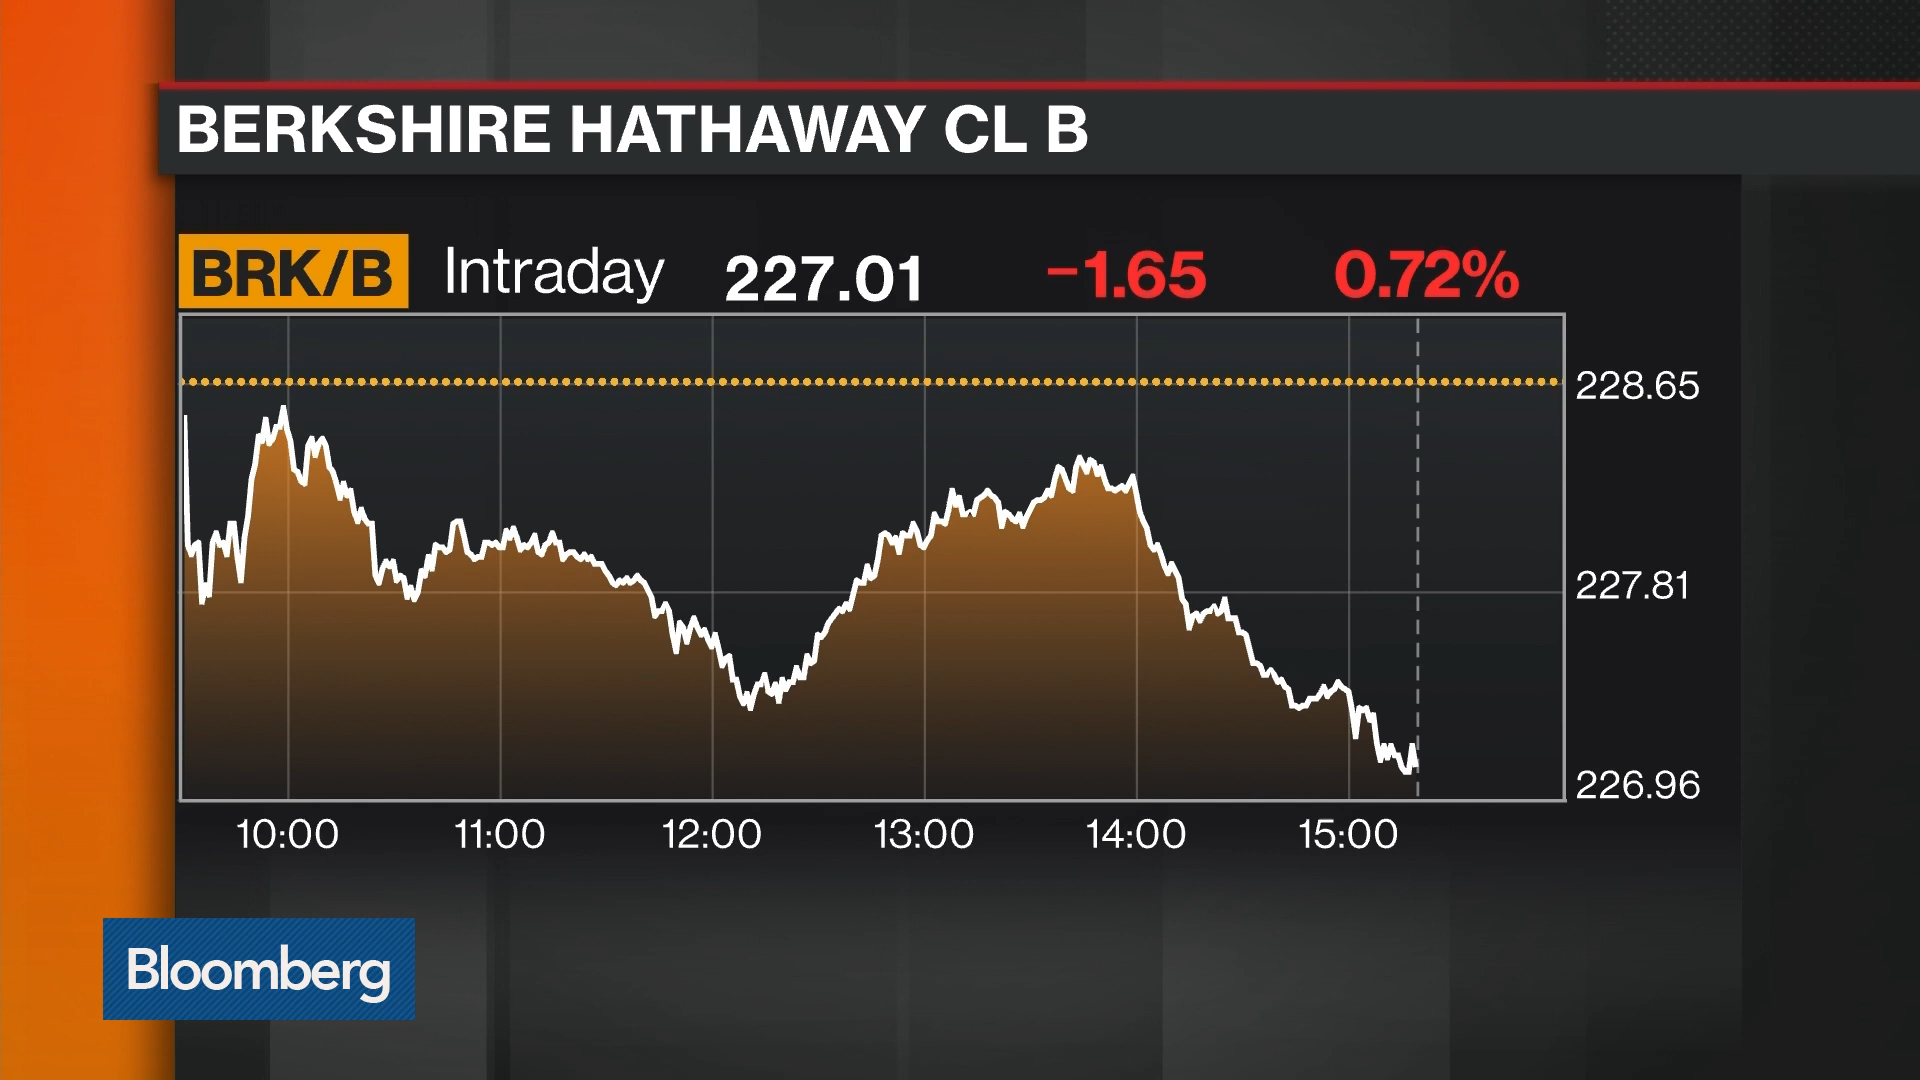 BERKSHIRE HATHAWAY CL B
BRK/B Intraday 227.01 −1.65 0.72%
228.65
227.81
226.96
10:00 11:00 12:00 13:00 14:00 15:00
Bloomberg